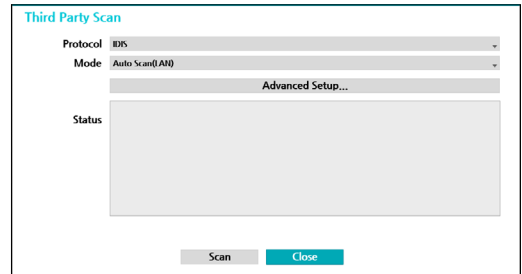 Third Party Scan
Protocol IDIS
Mode Auto Scan(LAN)
Advanced Setup...
Status
Scan Close